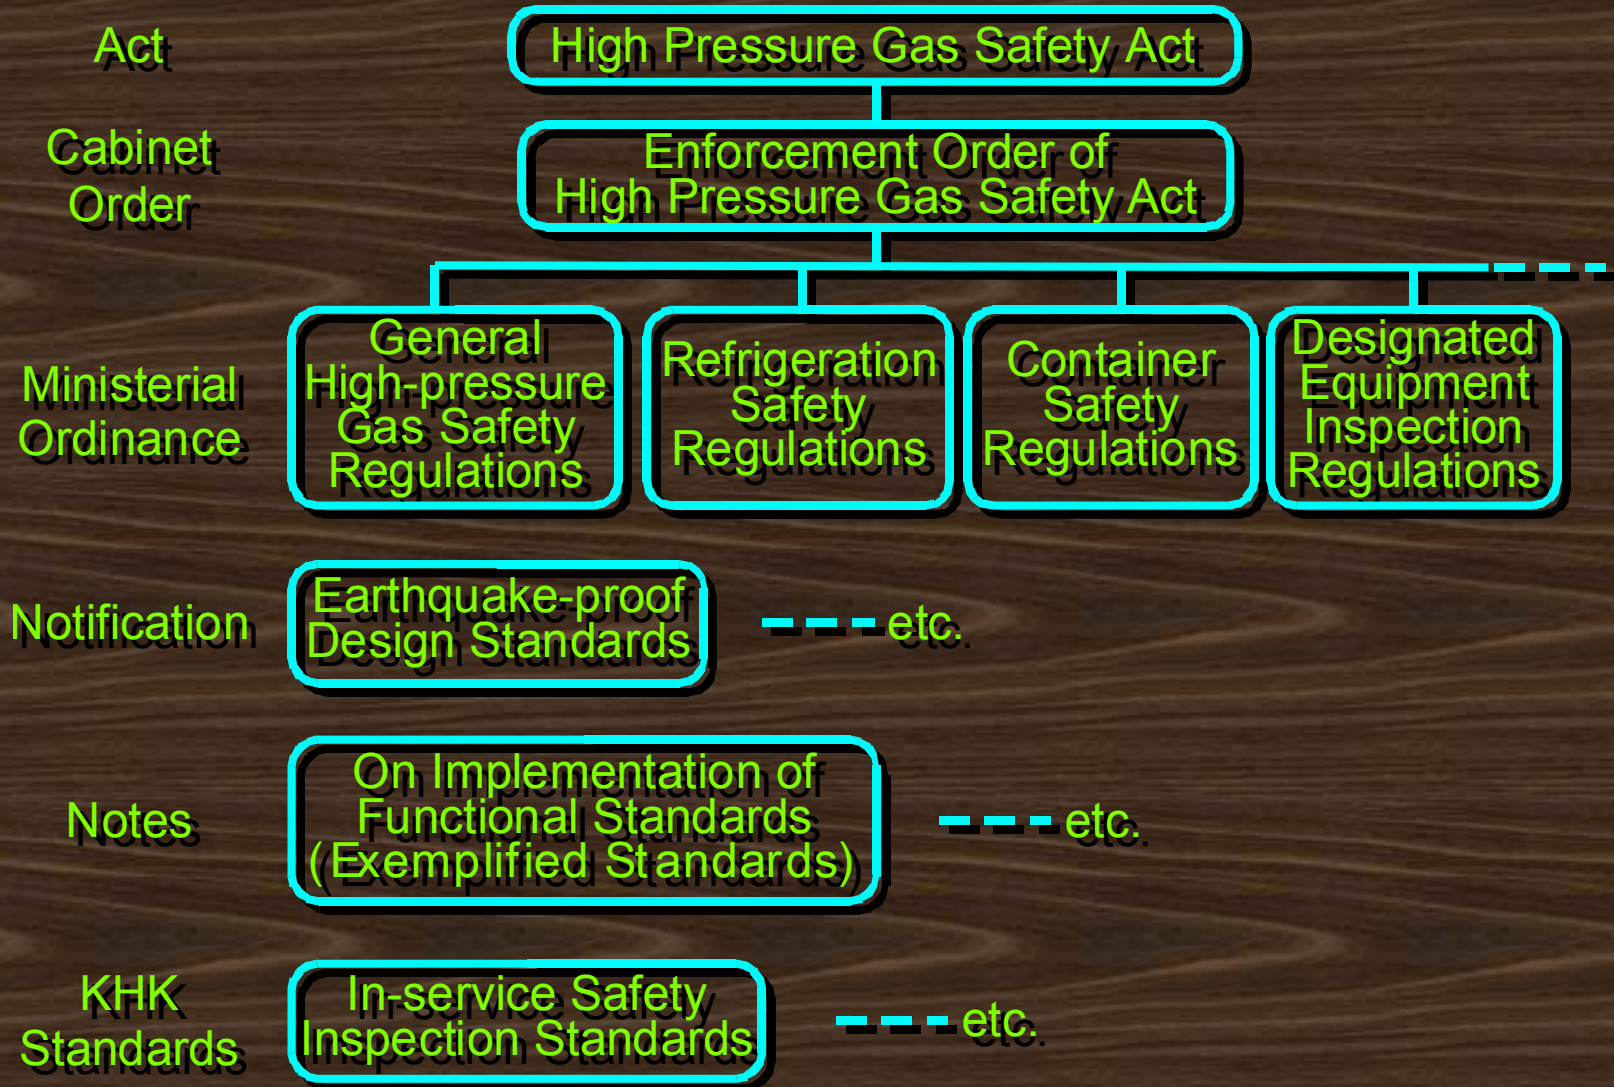 Act
High Pressure Gas Safety Act
Cabinet
Order
Enforcement Order of
High Pressure Gas Safety Act
Ministerial
Ordinance
General
High-pressure
Gas Safety
Regulations
Refrigeration
Safety
Regulations
Container
Safety
Regulations
Designated
Equipment
Inspection
Regulations
Notification
Earthquake-proof
Design Standards
etc.
Notes
On Implementation of
Functional Standards
(Exemplified Standards)
etc.
KHK
Standards
In-service Safety
Inspection Standards
etc.